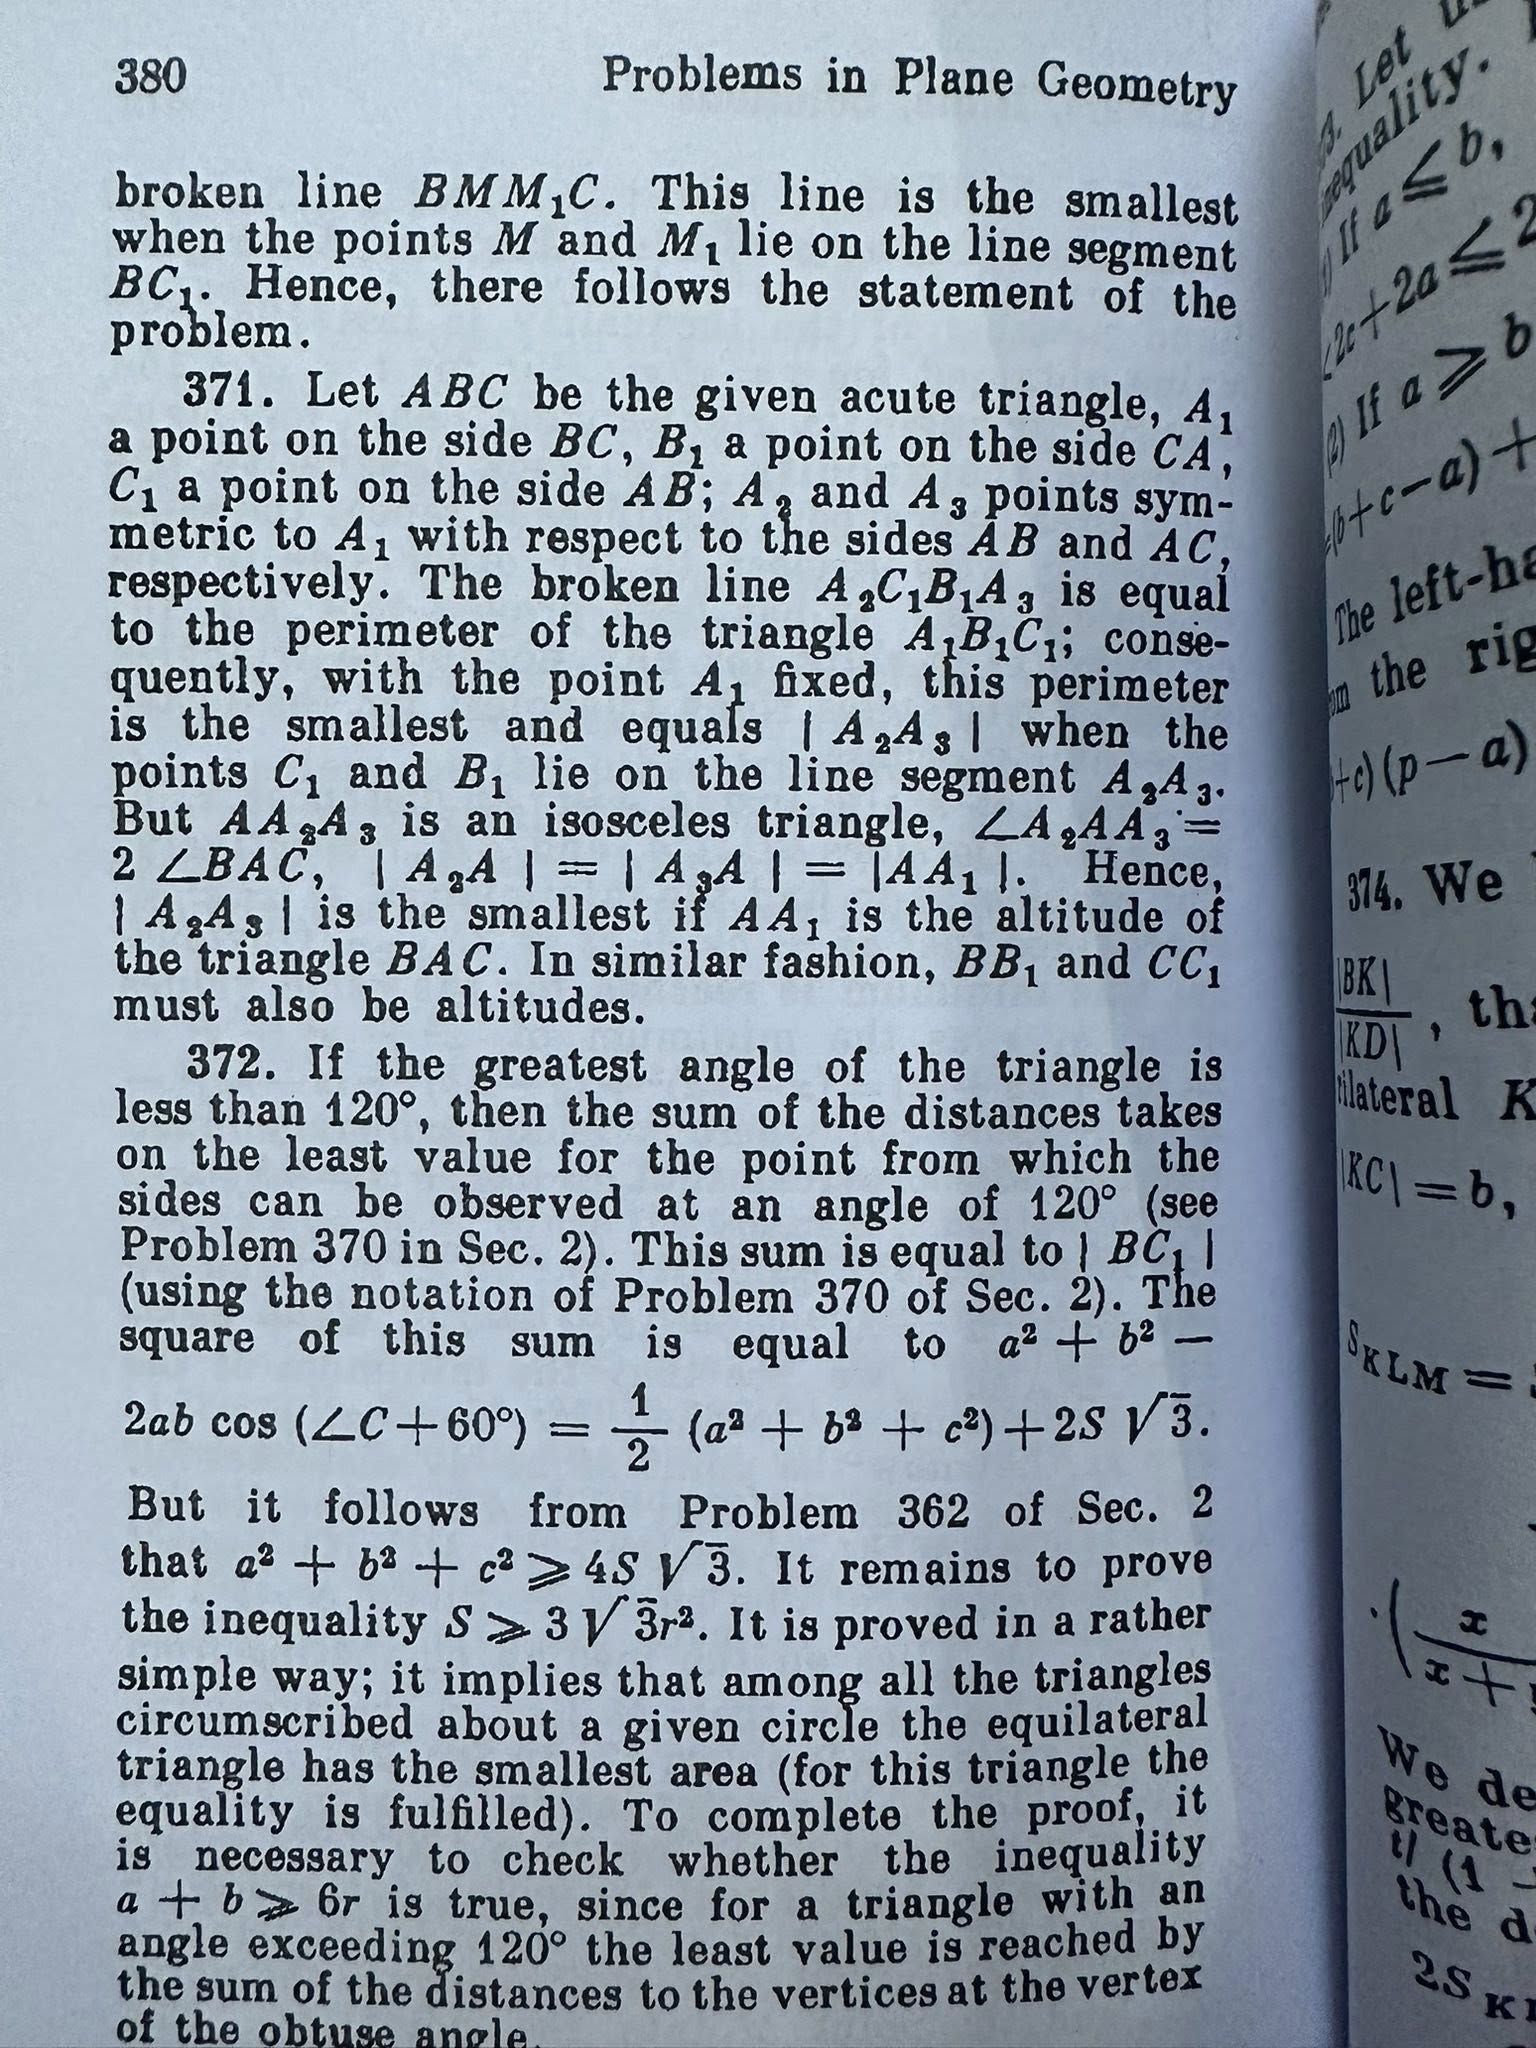 380 Problems in Plane Geometry
broken line BMM₁C. This line is the smallest
when the points M and M₁ lie on the line segment
BC₁. Hence, there follows the statement of the
problem.
371. Let ABC be the given acute triangle, A₁
a point on the side BC, B₁ a point on the side CA,
C₁ a point on the side AB; A₂ and A₃ points sym-
metric to A₁ with respect to the sides AB and AC,
respectively. The broken line A₂C₁B₁A₃ is equal
to the perimeter of the triangle A₁B₁C₁; conse-
quently, with the point A₁ fixed, this perimeter
is the smallest and equals | A₂A₃ | when the
points C₁ and B₁ lie on the line segment A₂A₃.
But AA₂A₃ is an isosceles triangle, ∠A₂AA₃ =
2 ∠BAC, | A₂A | = | A₃A | = |AA₁ |. Hence,
| A₂A₃ | is the smallest if AA₁ is the altitude of
the triangle BAC. In similar fashion, BB₁ and CC₁
must also be altitudes.
372. If the greatest angle of the triangle is
less than 120°, then the sum of the distances takes
on the least value for the point from which the
sides can be observed at an angle of 120° (see
Problem 370 in Sec. 2). This sum is equal to | BC₁ |
(using the notation of Problem 370 of Sec. 2). The
square of this sum is equal to a² + b² −
2ab cos (∠C + 60°) = 1/2 (a² + b² + c²) + 2S √3.
But it follows from Problem 362 of Sec. 2
that a² + b² + c² ⩾ 4S √3. It remains to prove
the inequality S ⩾ 3 √3r². It is proved in a rather
simple way; it implies that among all the triangles
circumscribed about a given circle the equilateral
triangle has the smallest area (for this triangle the
equality is fulfilled). To complete the proof, it
is necessary to check whether the inequality
a + b ⩾ 6r is true, since for a triangle with an
angle exceeding 120° the least value is reached by
the sum of the distances to the vertices at the vertex
of the obtuse angle.
Let
inequality.
If a ⩽ b,
2c + 2a ⩽ 2
(2) If a ⩾ b
(b + c − a) +
The left-
the
c) (p − a)
374. We
|BK|
|KD| ,
K
|KC| = b,
S KLM =
x
x +
We
(1 −
the
2S